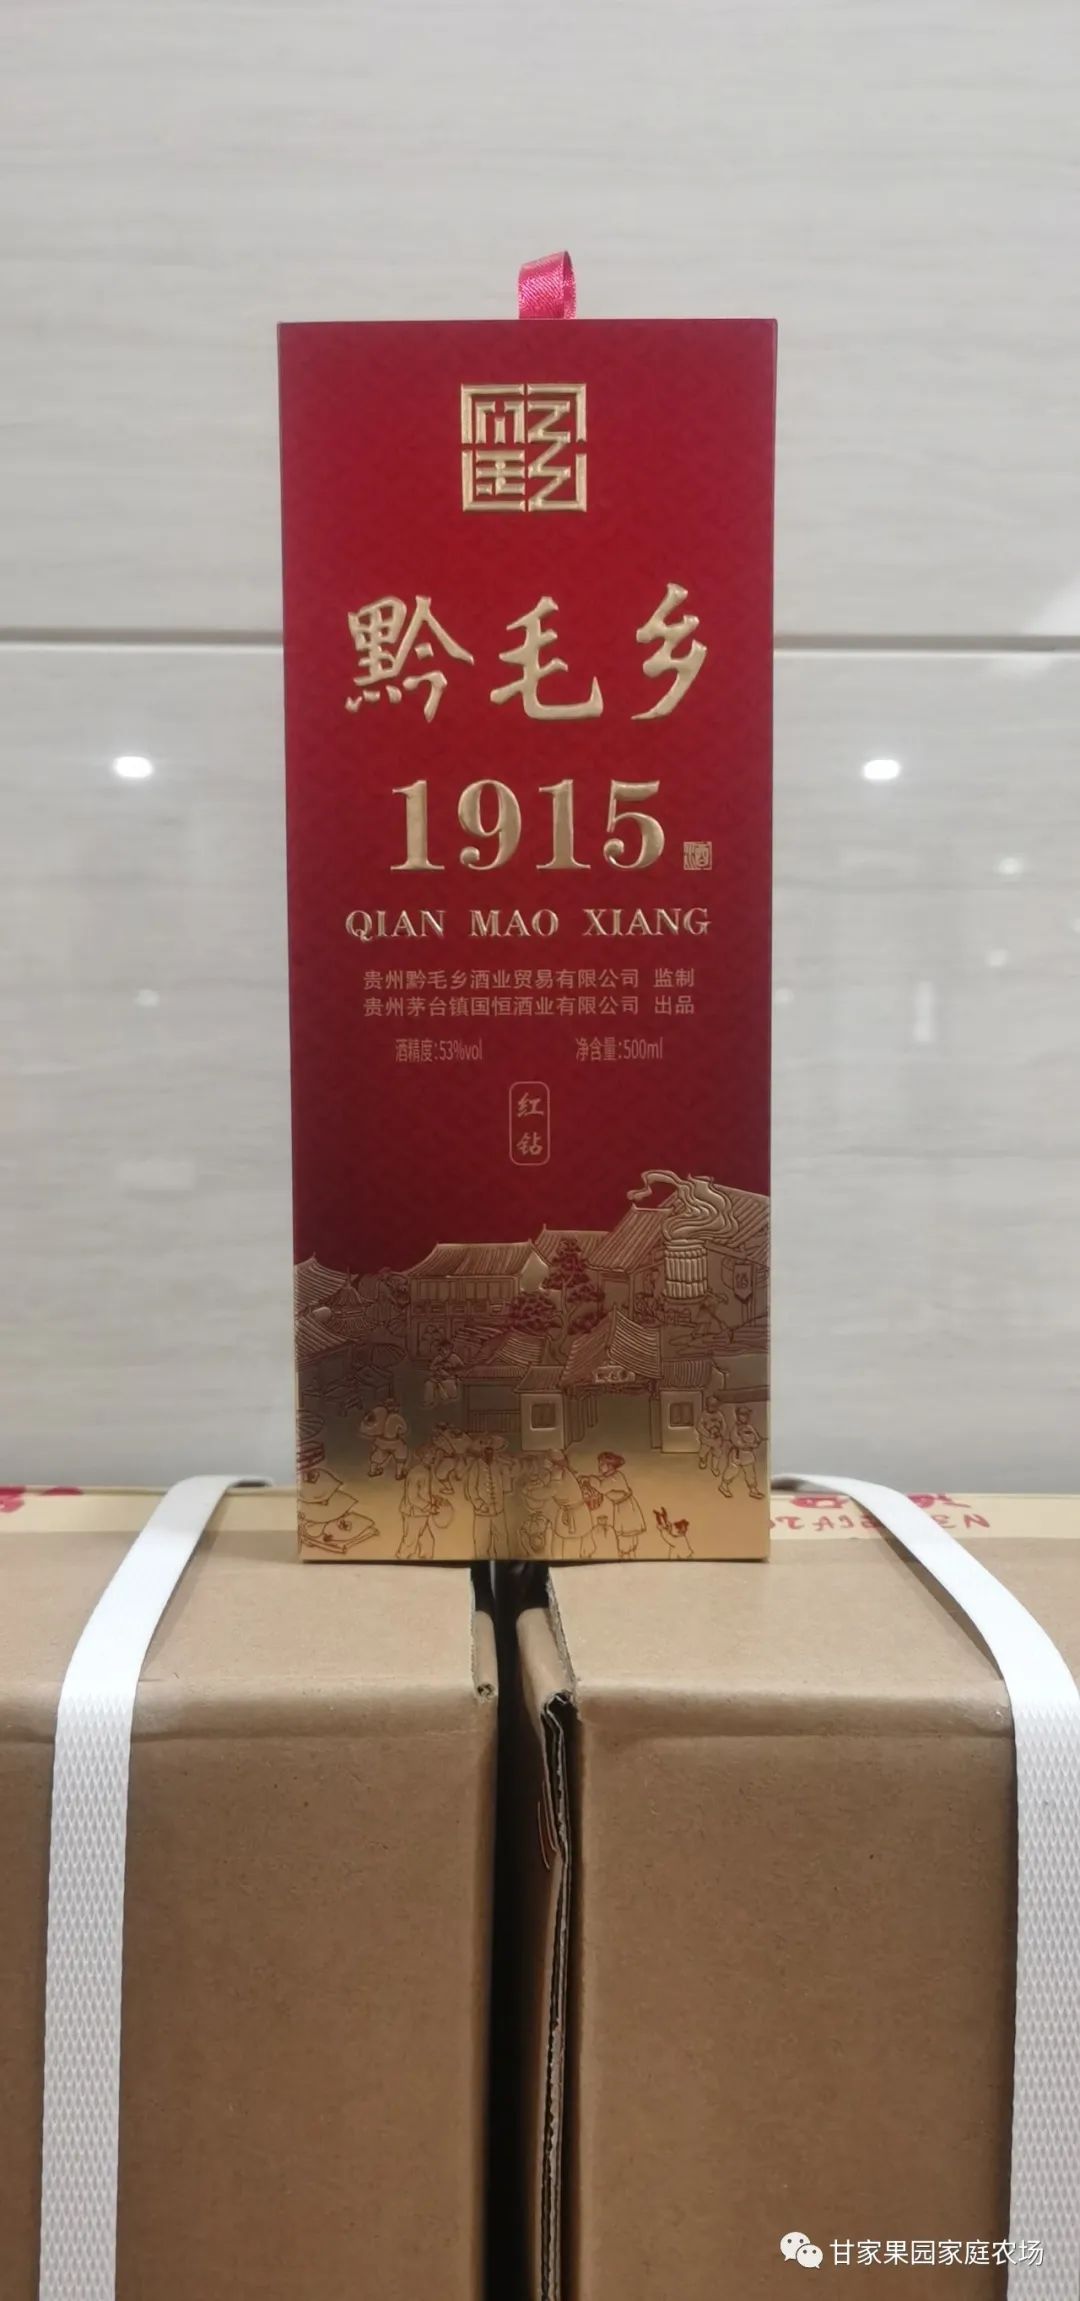 黔毛乡
1915
酒
QIAN MAO XIANG
贵州黔毛乡酒业贸易有限公司 监制
贵州茅台镇国恒酒业有限公司 出品
酒精度:53%vol 净含量:500ml
红钻
甘家果园家庭农场